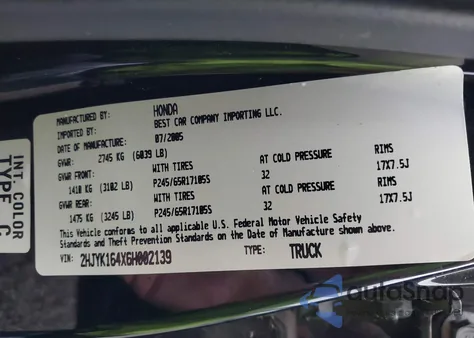 MANUFACTURED BY: HONDA
IMPORTED BY: BEST CAR COMPANY IMPORTING LLC.
DATE OF MANUFACTURE: 07/2005
GVWR: 2745 KG (6039 LB)
GVWR FRONT: WITH TIRES AT COLD PRESSURE RIMS
1410 KG (3102 LB) P245/65R17105S 32 17X7.5J
GVWR REAR: WITH TIRES AT COLD PRESSURE RIMS
1475 KG (3245 LB) P245/65R17105S 32 17X7.5J
This Vehicle conforms to all applicable U.S. Federal Motor Vehicle Safety
Standards and Theft Prevention Standards on the Date of Manufacture shown above.
VIN: 2HJYK164X6H002139 TYPE: TRUCK
INT. COLOR
TYPE C
autoSnap